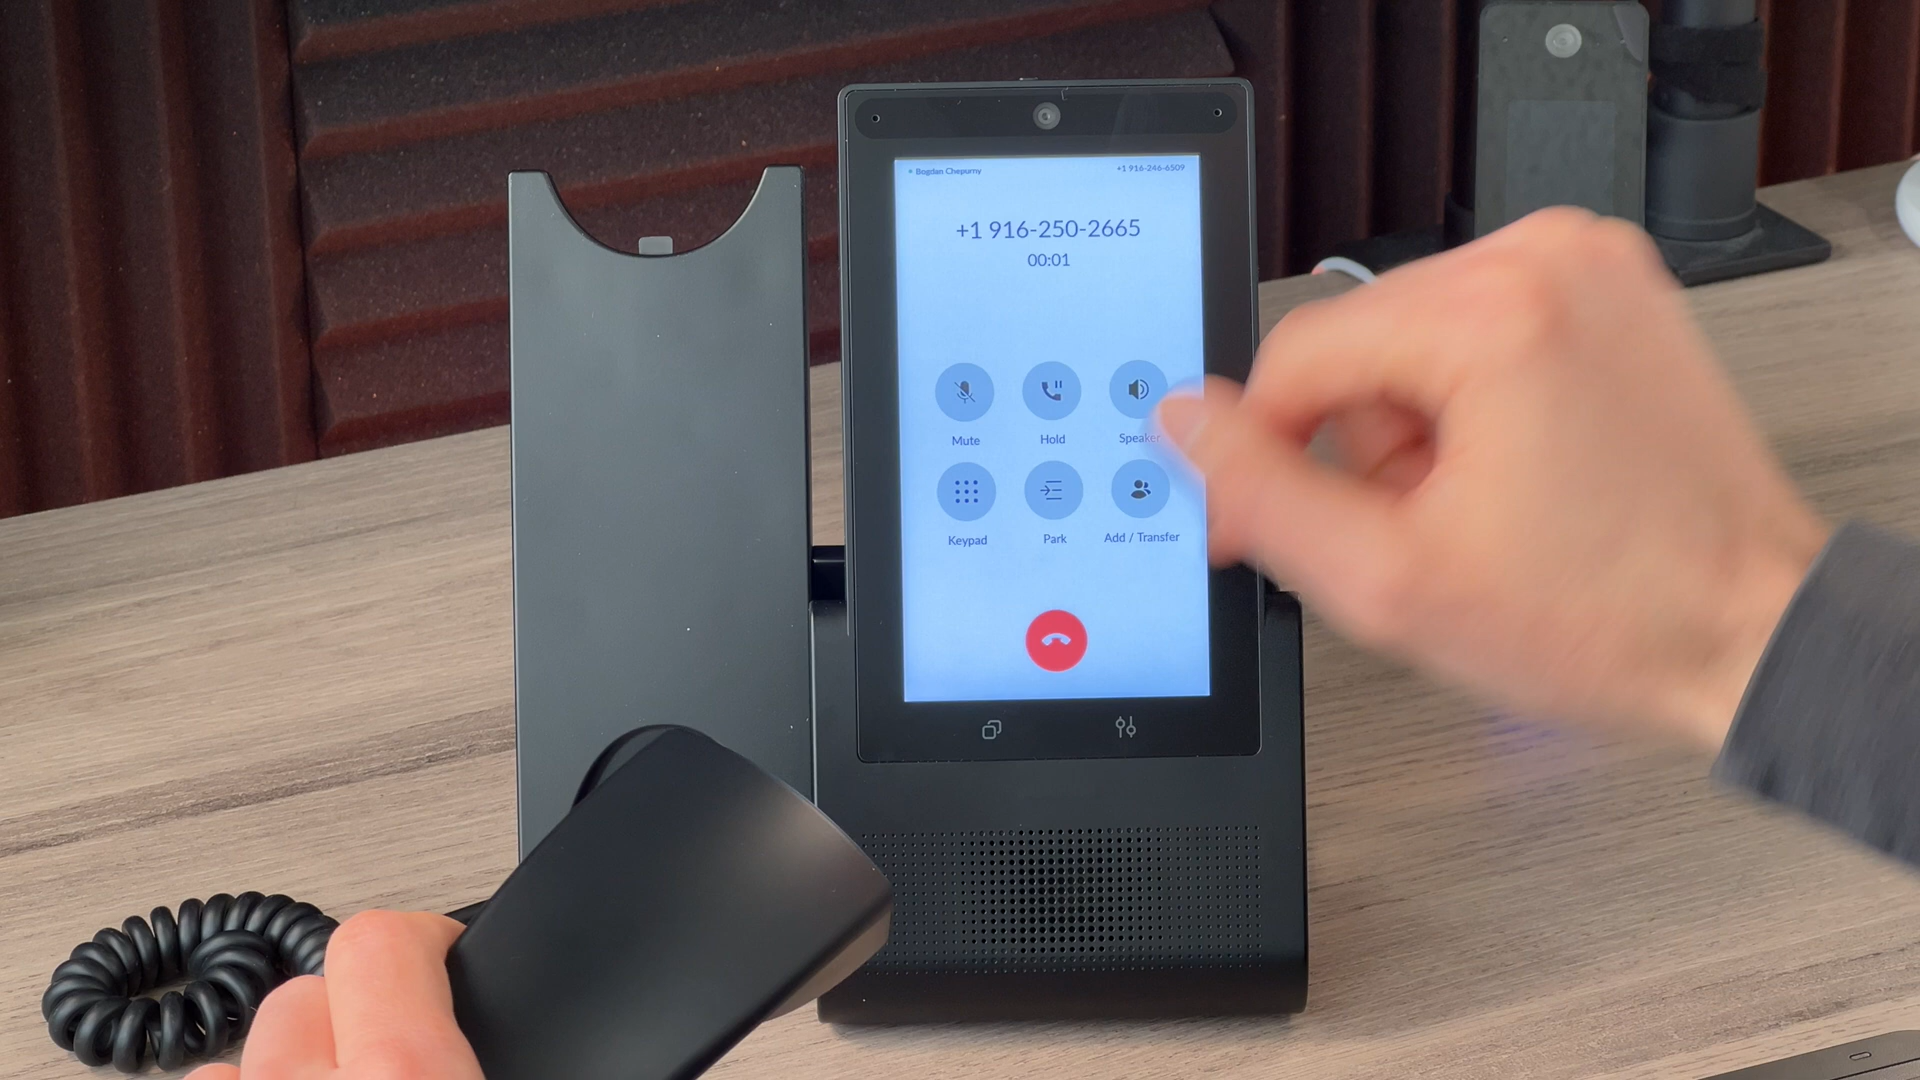 Bogdan Chepurny +1 916-246-6509
+1 916-250-2665
00:01
Mute Hold Speaker
Keypad Park Add / Transfer